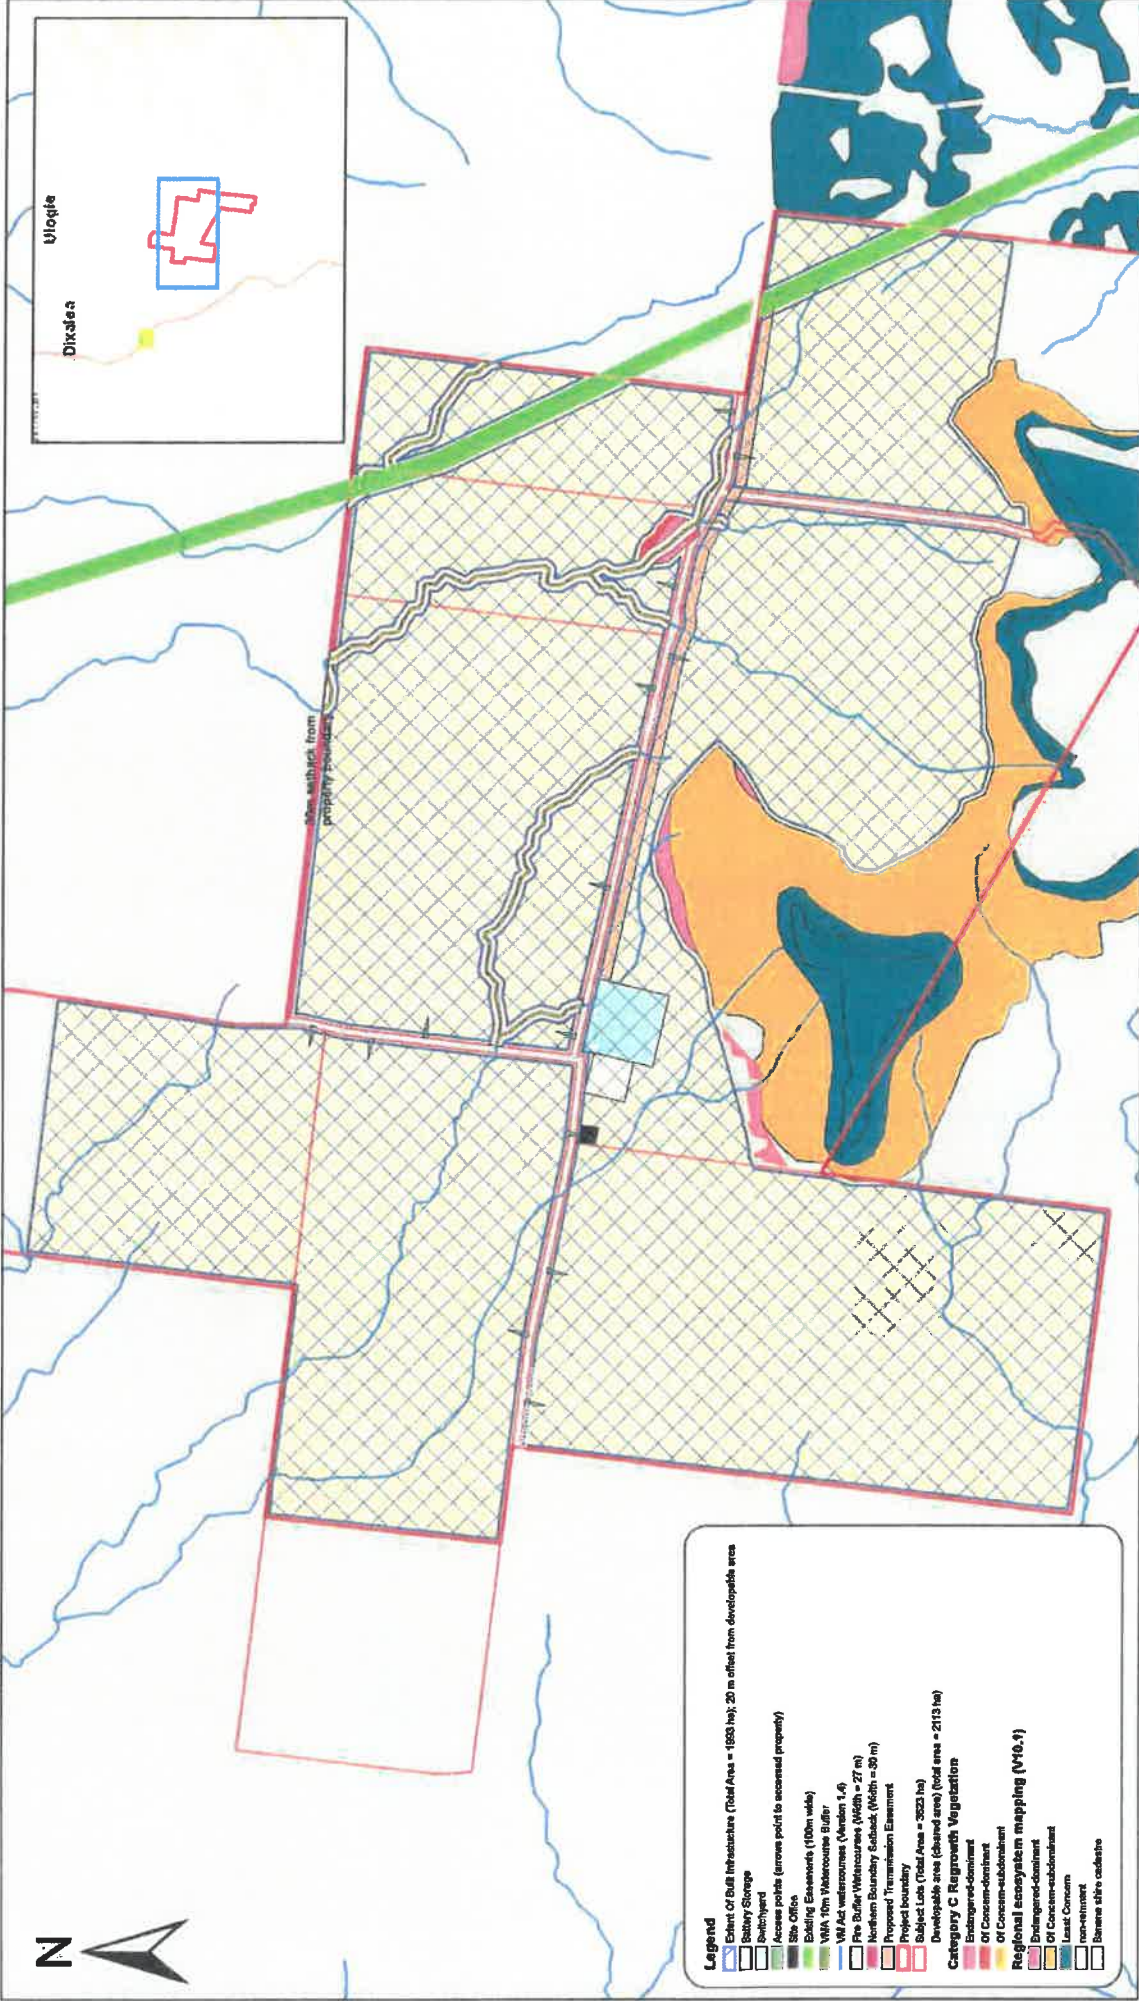 N
Dixalea
Ulogie
30m setback from
property boundary
Legend
Extent Of Built Infrastructure (Total Area = 1993 ha); 20 m offset from developable area
Battery Storage
Switchyard
Access points (arrows point to accessed property)
Site Office
Existing Easements (100m wide)
VMA 10m Watercourse Buffer
VM Act watercourses (Version 1.4)
Fire Buffer Watercourses (Width = 27 m)
Northern Boundary Setback (Width = 30 m)
Proposed Transmission Easement
Project boundary
Subject Lots (Total Area = 3523 ha)
Developable area (cleared area) (total area = 2113 ha)
Category C Regrowth Vegetation
Endangered-dominant
Of Concern-dominant
Of Concern-subdominant
Regional ecosystem mapping (V10.1)
Endangered-dominant
Of Concern-subdominant
Least Concern
non-remnant
Banana shire cadastre